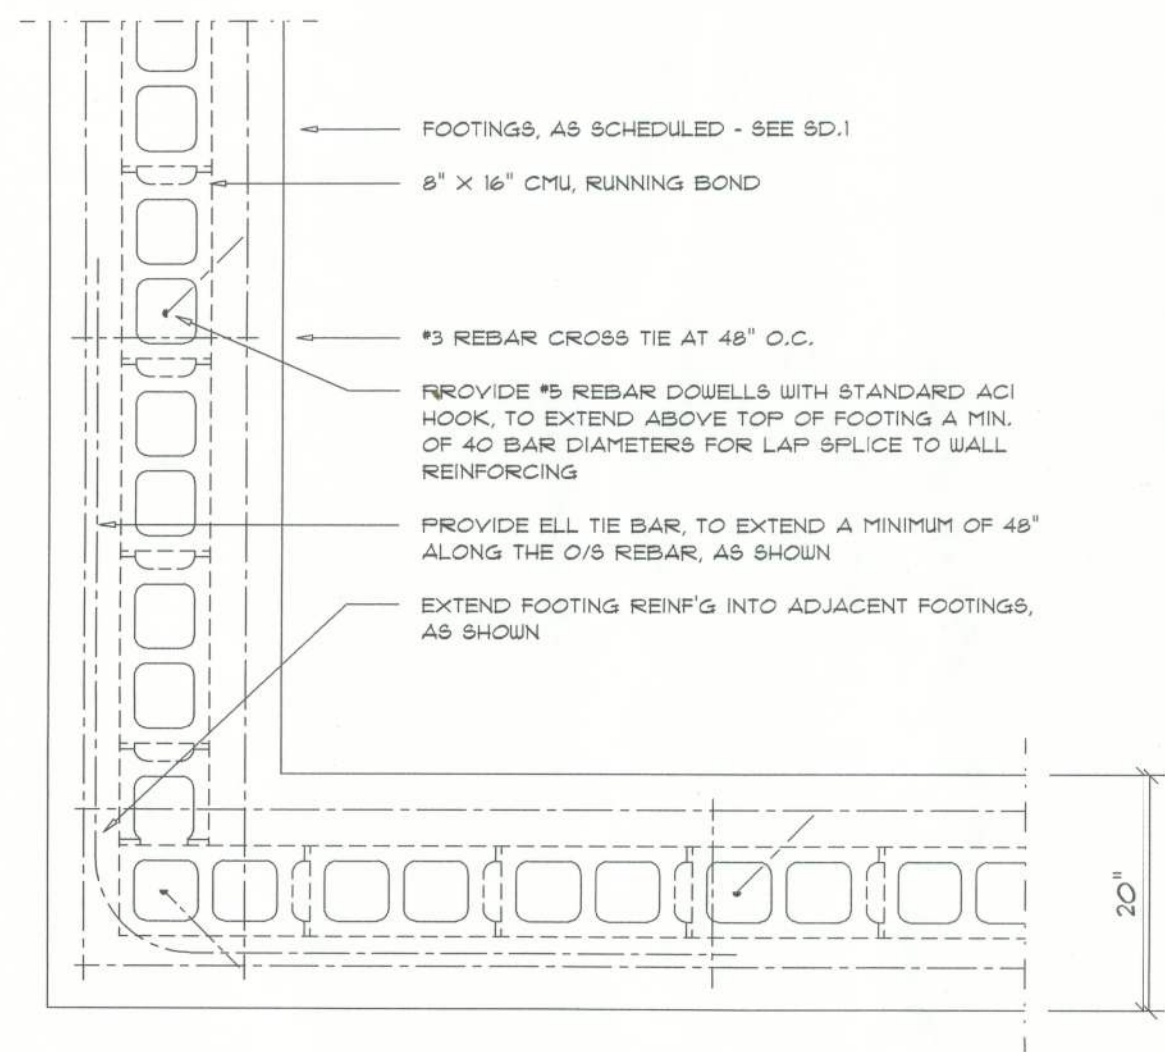 FOOTINGS, AS SCHEDULED - SEE SD.1
8" X 16" CMU, RUNNING BOND
#3 REBAR CROSS TIE AT 48" O.C.
PROVIDE #5 REBAR DOWELLS WITH STANDARD ACI
HOOK, TO EXTEND ABOVE TOP OF FOOTING A MIN.
OF 40 BAR DIAMETERS FOR LAP SPLICE TO WALL
REINFORCING
PROVIDE ELL TIE BAR, TO EXTEND A MINIMUM OF 48"
ALONG THE O/S REBAR, AS SHOWN
EXTEND FOOTING REINF'G INTO ADJACENT FOOTINGS,
AS SHOWN
20"